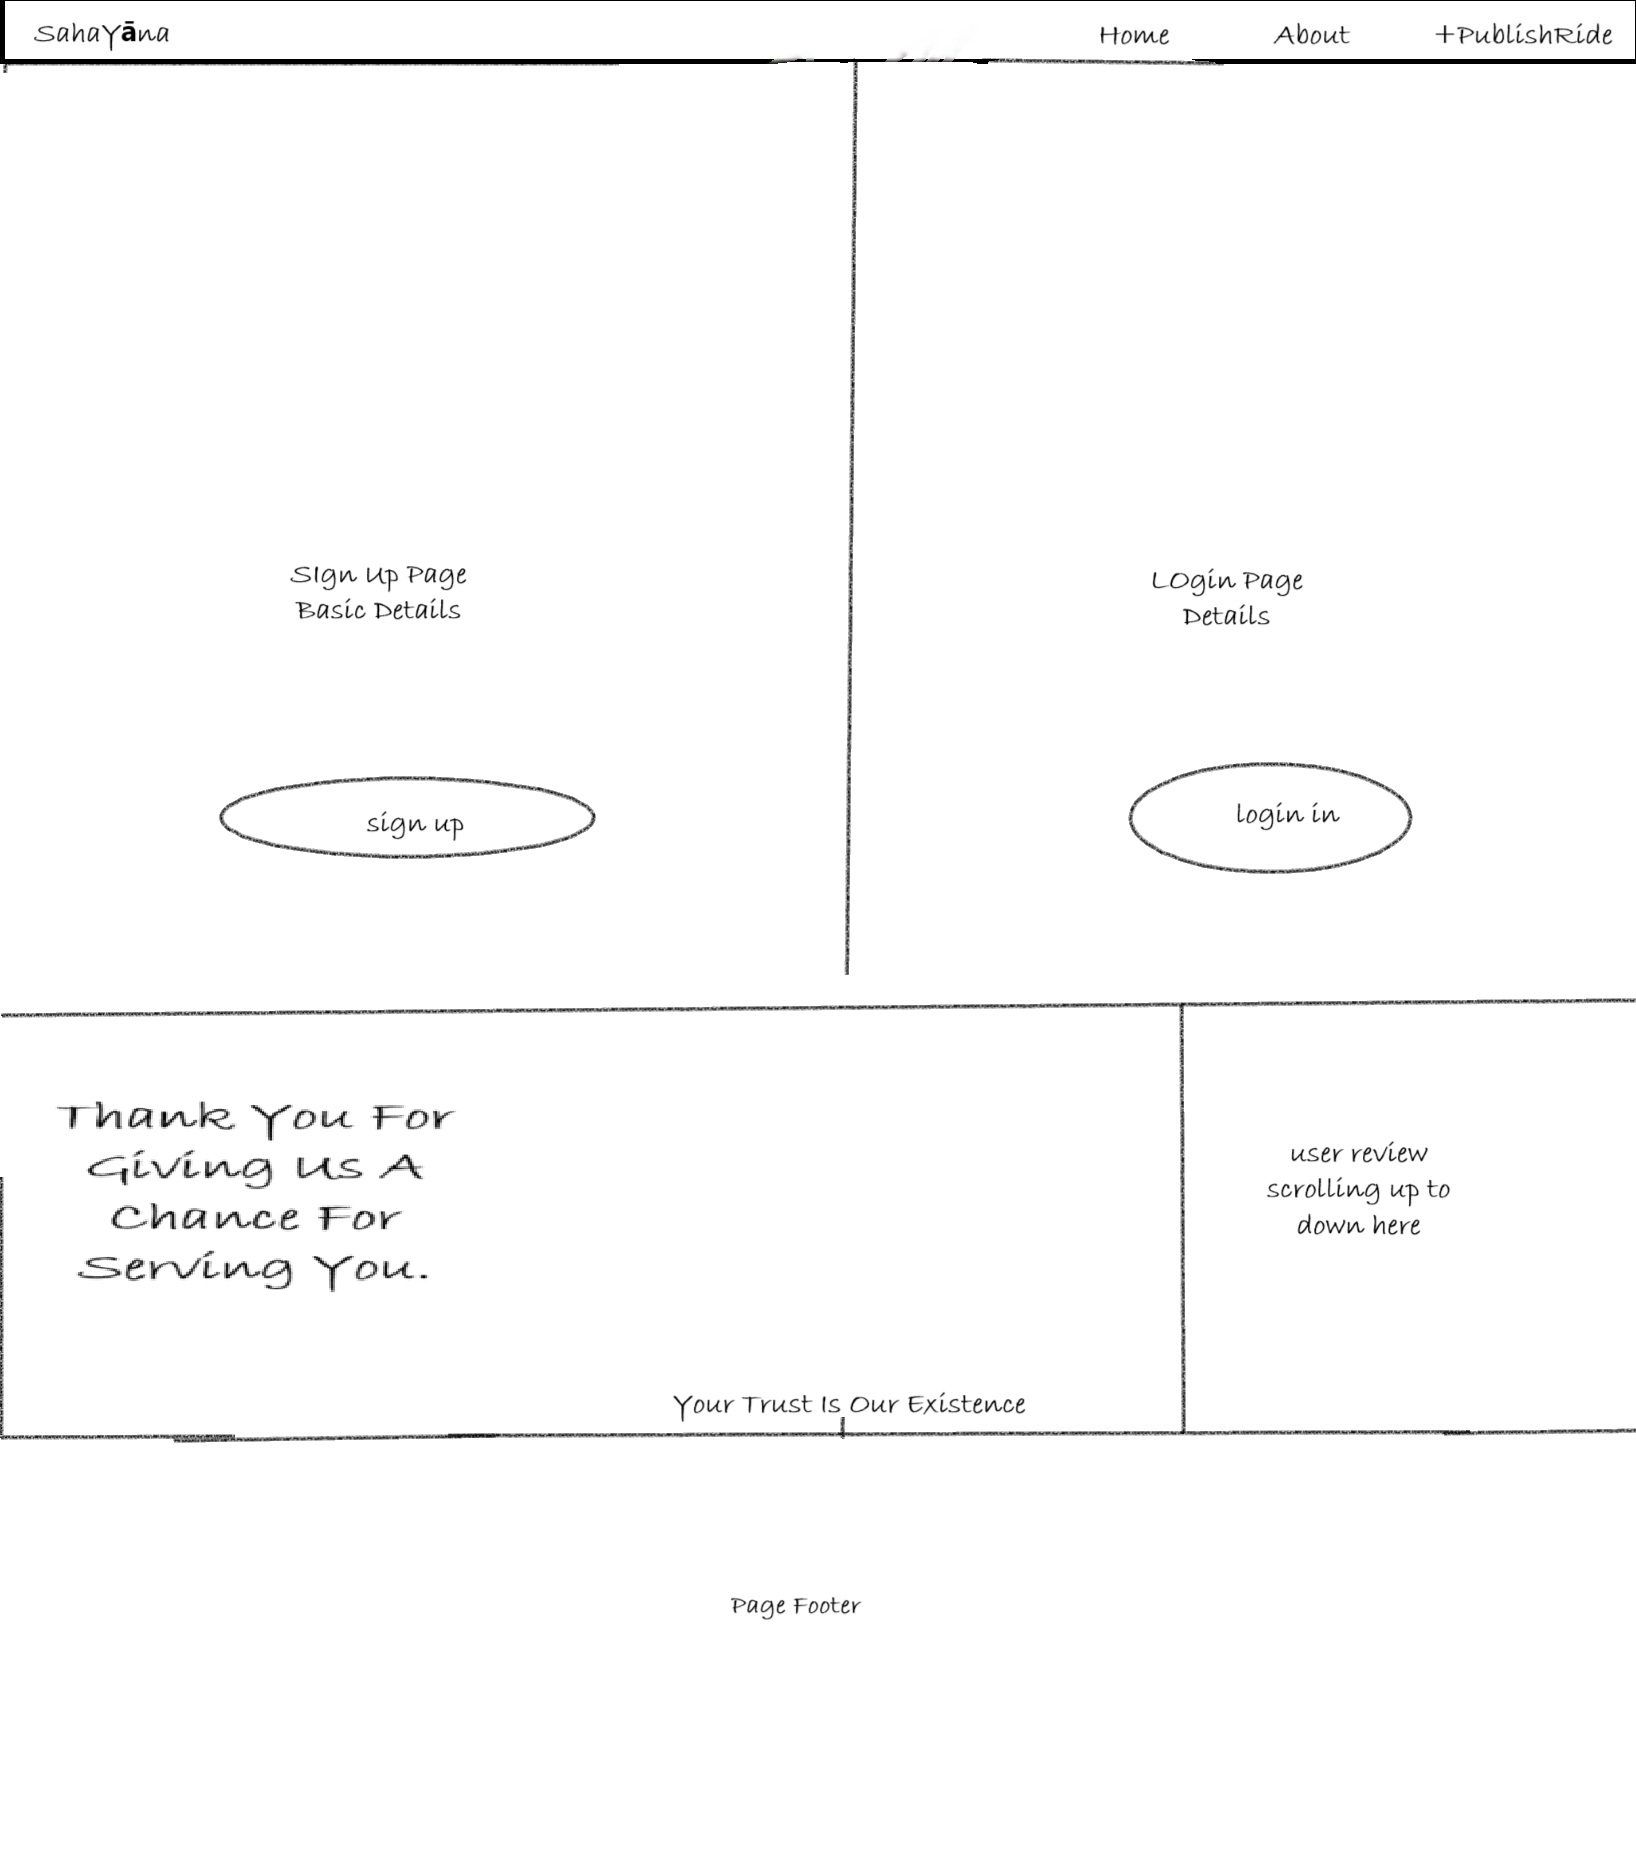 SahaYāna
Home
About
+PublishRide
SIgn Up Page
Basic Details
LOgin Page
Details
sign up
login in
Thank You For
Giving Us A
Chance For
Serving You.
user review
scrolling up to
down here
Your Trust Is Our Existence
Page Footer